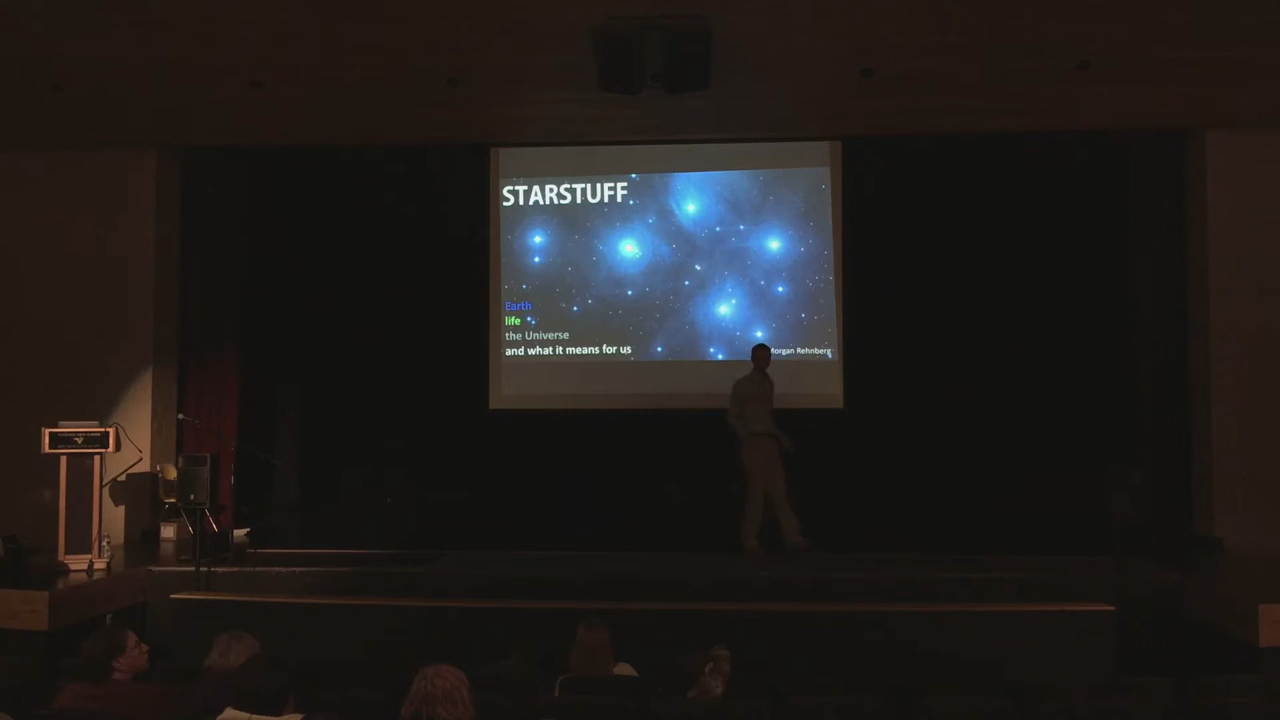 STARSTUFF
Earth
life
the Universe
and what it means for us
Morgan Rehnberg